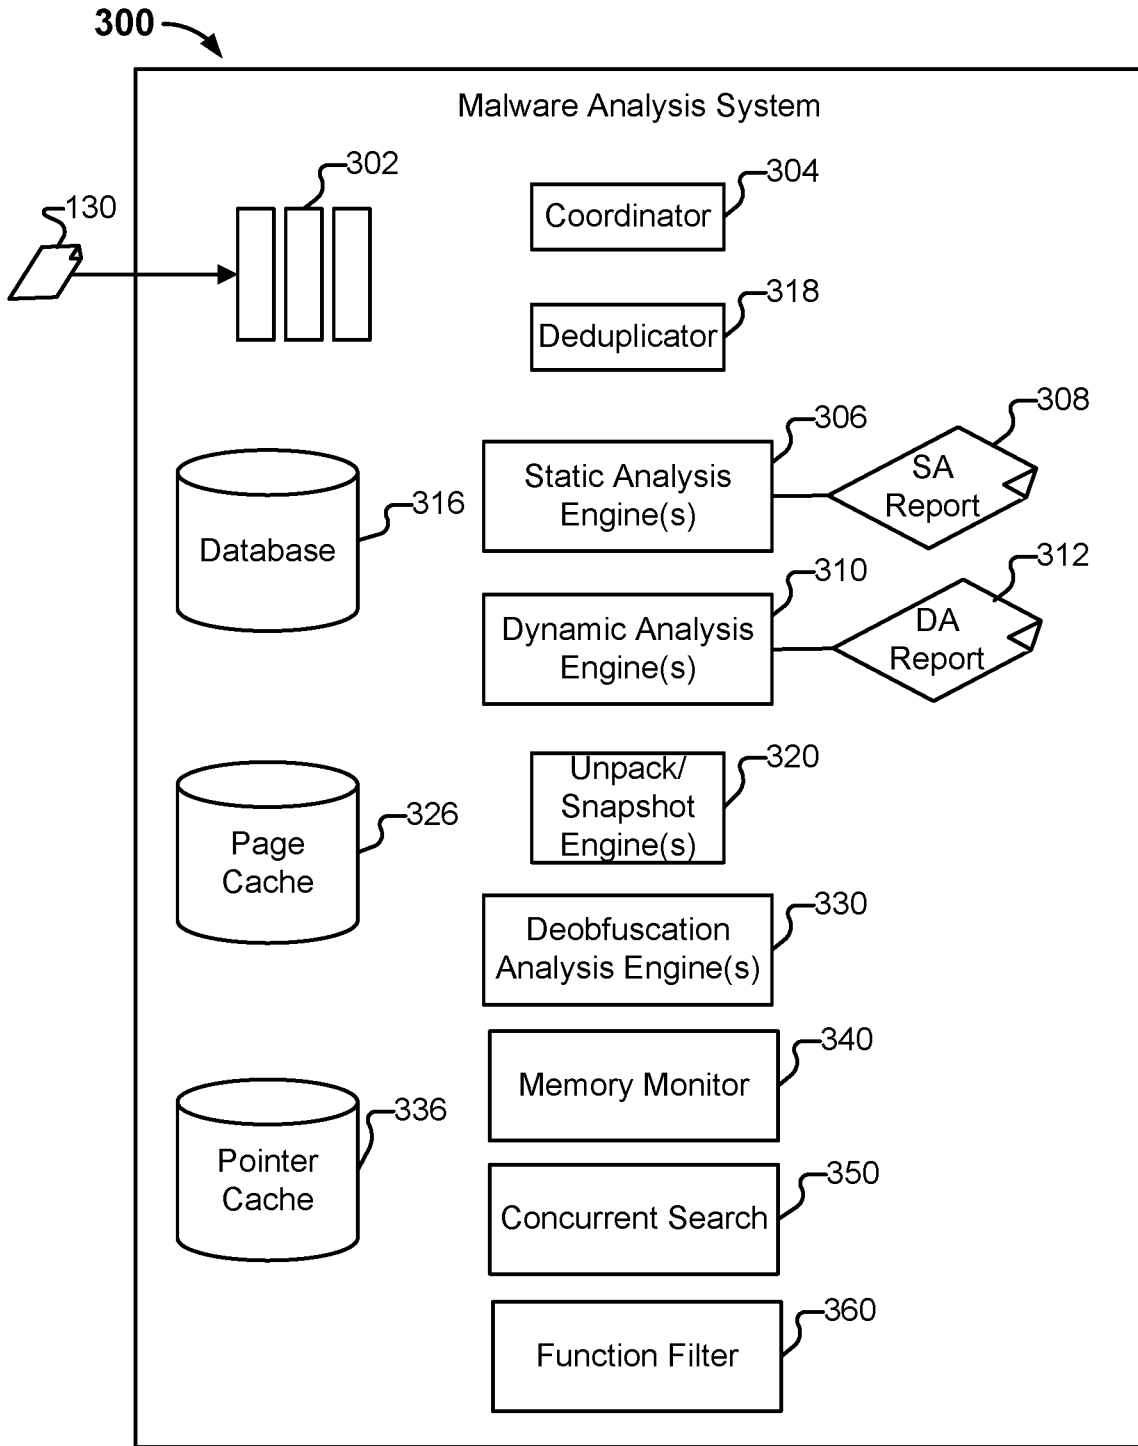 300
Malware Analysis System
302
304
130
Coordinator
318
Deduplicator
306
308
Static Analysis
Engine(s)
SA
Report
316
Database
310
312
Dynamic Analysis
Engine(s)
DA
Report
320
Unpack/
Snapshot
Engine(s)
326
Page
Cache
330
Deobfuscation
Analysis Engine(s)
340
Memory Monitor
336
Pointer
Cache
350
Concurrent Search
360
Function Filter